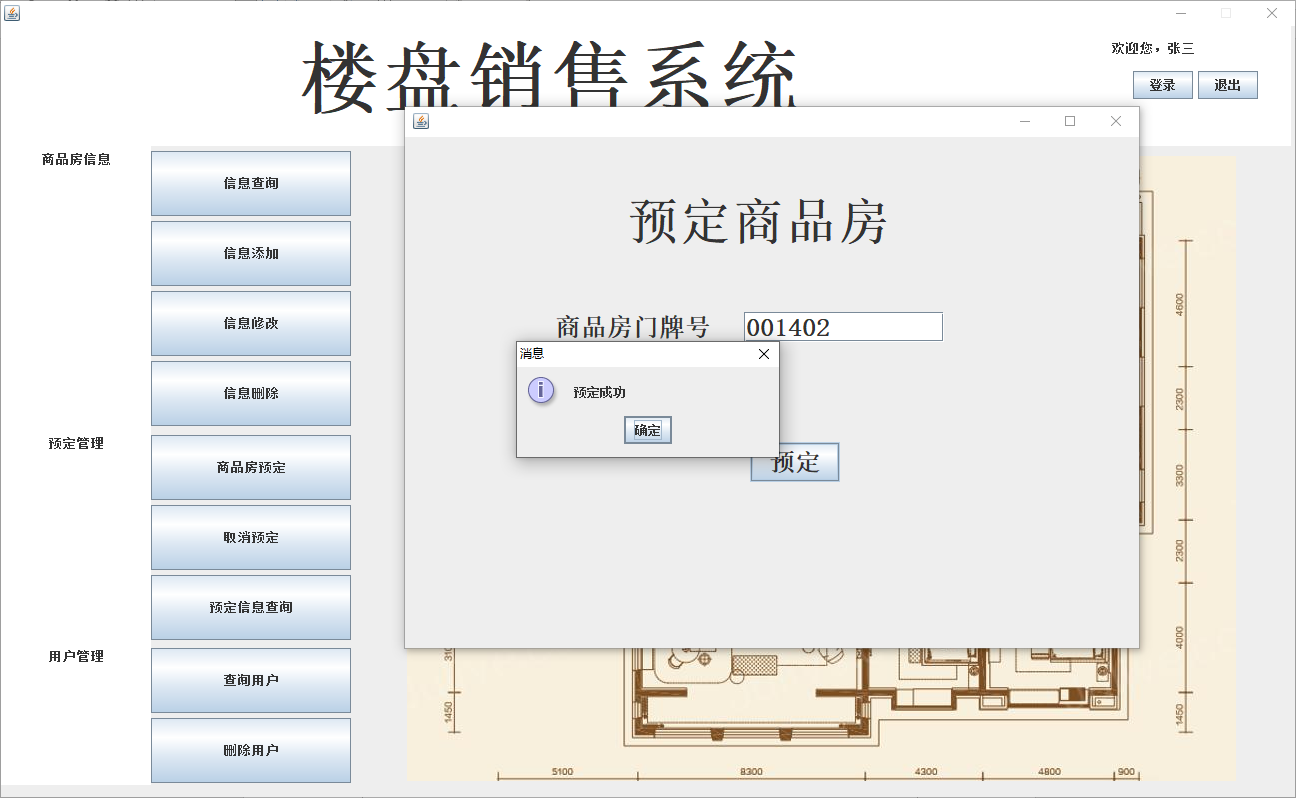 楼盘销售系统
欢迎您，张三
登录
退出
商品房信息
信息查询
信息添加
信息修改
信息删除
预定管理
商品房预定
取消预定
预定信息查询
用户管理
查询用户
删除用户
预定商品房
商品房门牌号
001402
消息
预定成功
确定
预定
4600
2300
3300
2300
4000
1450
1450
5100
8300
4300
4800
900